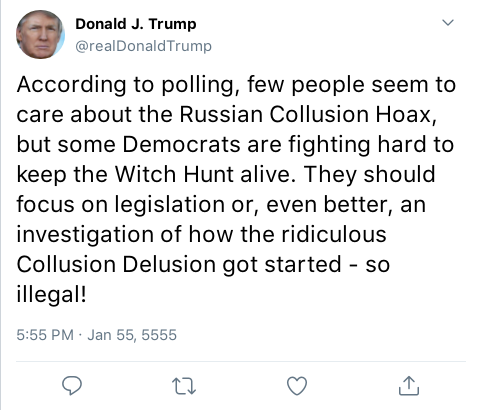 Donald J. Trump
@realDonaldTrump
According to polling, few people seem to
care about the Russian Collusion Hoax,
but some Democrats are fighting hard to
keep the Witch Hunt alive. They should
focus on legislation or, even better, an
investigation of how the ridiculous
Collusion Delusion got started - so
illegal!
5:55 PM · Jan 55, 5555